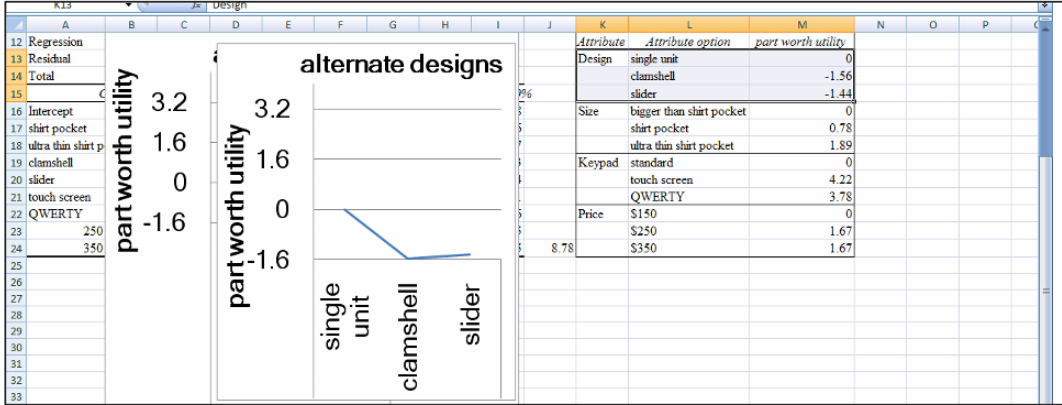 K13 Design
A B C D E F G H I J K L M N O P
12 Regression Attribute Attribute option part worth utility
13 Residual Design single unit 0
14 Total clamshell -1.56
15 slider -1.44
16 Intercept Size bigger than shirt pocket 0
17 shirt pocket shirt pocket 0.78
18 ultra thin shirt p ultra thin shirt pocket 1.89
19 clamshell Keypad standard 0
20 slider touch screen 4.22
21 touch screen QWERTY 3.78
22 QWERTY Price $150 0
23 250 $250 1.67
24 350 8.78 $350 1.67
25
26
27
28
29
30
31
32
33
part worth utility
3.2
1.6
0
-1.6
alternate designs
part worth utility
3.2
1.6
0
-1.6
single unit
clamshell
slider